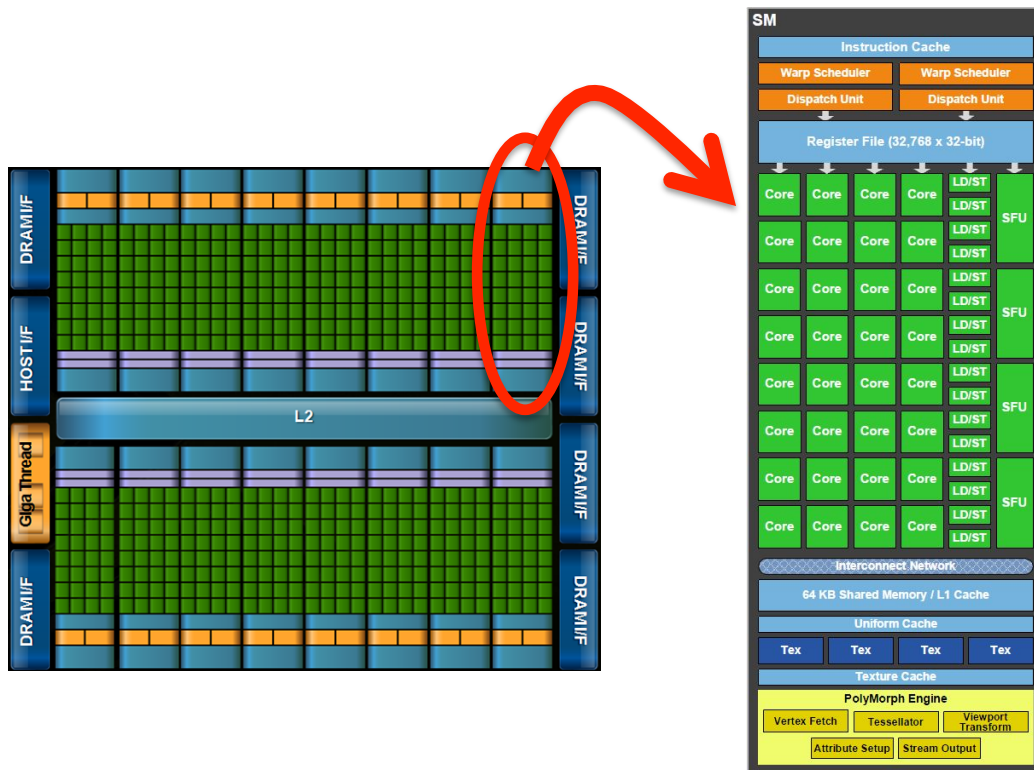 DRAMI/F
HOST I/F
Giga Thread
DRAMI/F
L2
DRAMI/F
DRAMI/F
DRAMI/F
DRAMI/F
SM
Instruction Cache
Warp Scheduler Warp Scheduler
Dispatch Unit Dispatch Unit
Register File (32,768 x 32-bit)
Core Core Core Core LD/ST
LD/ST
SFU
Core Core Core Core LD/ST
LD/ST
Core Core Core Core LD/ST
LD/ST
SFU
Core Core Core Core LD/ST
LD/ST
Core Core Core Core LD/ST
LD/ST
SFU
Core Core Core Core LD/ST
LD/ST
Core Core Core Core LD/ST
LD/ST
SFU
Core Core Core Core LD/ST
LD/ST
Interconnect Network
64 KB Shared Memory / L1 Cache
Uniform Cache
Tex Tex Tex Tex
Texture Cache
PolyMorph Engine
Vertex Fetch Tessellator Viewport
Transform
Attribute Setup Stream Output